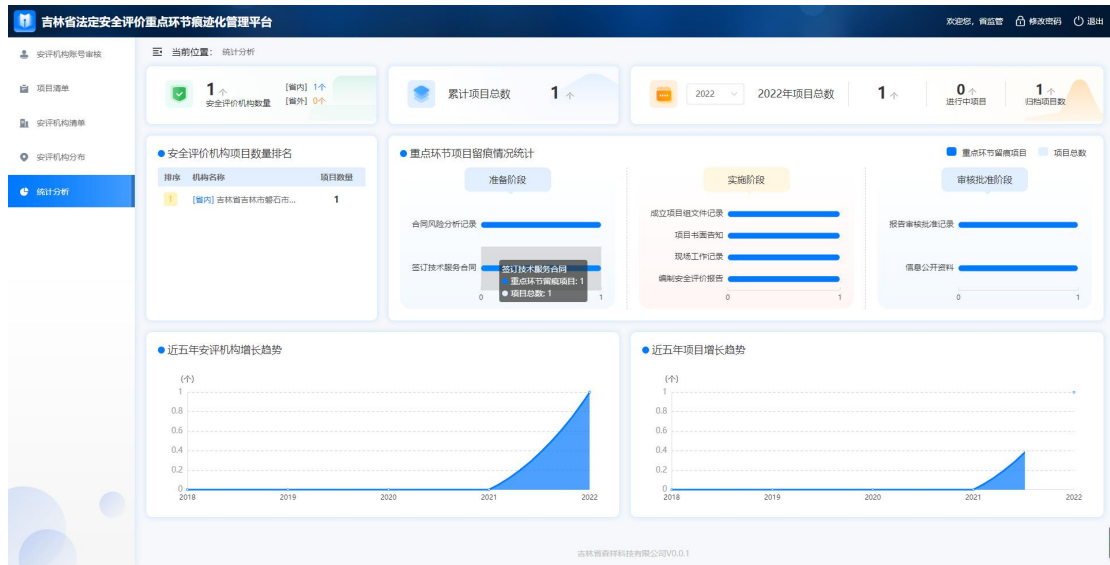 吉林省法定安全评价重点环节痕迹化管理平台
欢迎您，省监管 修改密码 退出
安评机构账号审核
项目清单
安评机构清单
安评机构分布
统计分析
当前位置： 统计分析
1 个
安全评价机构数量
[省内] 1个
[省外] 0个
累计项目总数 1 个
2022 2022年项目总数 1 个
0 个
进行中项目
1 个
归档项目数
安全评价机构项目数量排名
排序 机构名称 项目数量
1 [省内] 吉林省吉林市磐石市... 1
重点环节项目留痕情况统计
重点环节留痕项目 项目总数
准备阶段
合同风险分析记录
签订技术服务合同
签订技术服务合同
重点环节留痕项目: 1
项目总数: 1
0 1
实施阶段
成立项目组文件记录
项目书面告知
现场工作记录
编制安全评价报告
0 1
审核批准阶段
报告审核批准记录
信息公开资料
0 1
近五年安评机构增长趋势
(个)
1
0.8
0.6
0.4
0.2
0
2018 2019 2020 2021 2022
近五年项目增长趋势
(个)
1
0.8
0.6
0.4
0.2
0
2018 2019 2020 2021 2022